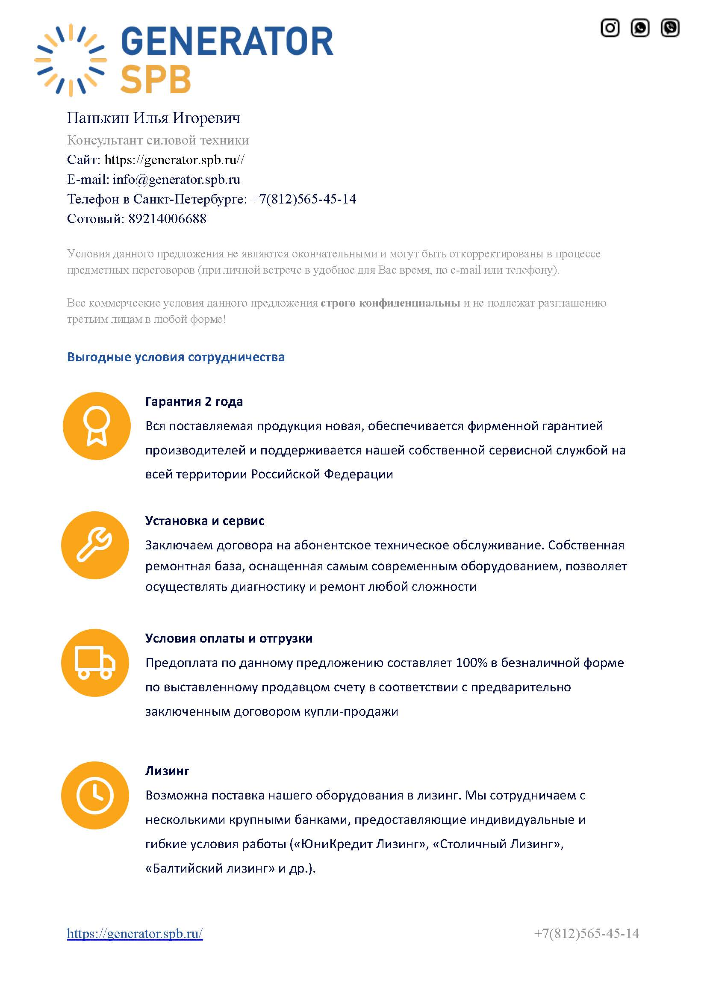 GENERATOR
SPB
Панькин Илья Игоревич
Консультант силовой техники
Сайт: https://generator.spb.ru//
E-mail: info@generator.spb.ru
Телефон в Санкт-Петербурге: +7(812)565-45-14
Сотовый: 89214006688
Условия данного предложения не являются окончательными и могут быть откорректированы в процессе
предметных переговоров (при личной встрече в удобное для Вас время, по e-mail или телефону).
Все коммерческие условия данного предложения строго конфиденциальны и не подлежат разглашению
третьим лицам в любой форме!
Выгодные условия сотрудничества
Гарантия 2 года
Вся поставляемая продукция новая, обеспечивается фирменной гарантией
производителей и поддерживается нашей собственной сервисной службой на
всей территории Российской Федерации
Установка и сервис
Заключаем договора на абонентское техническое обслуживание. Собственная
ремонтная база, оснащенная самым современным оборудованием, позволяет
осуществлять диагностику и ремонт любой сложности
Условия оплаты и отгрузки
Предоплата по данному предложению составляет 100% в безналичной форме
по выставленному продавцом счету в соответствии с предварительно
заключенным договором купли-продажи
Лизинг
Возможна поставка нашего оборудования в лизинг. Мы сотрудничаем с
несколькими крупными банками, предоставляющие индивидуальные и
гибкие условия работы («ЮниКредит Лизинг», «Столичный Лизинг»,
«Балтийский лизинг» и др.).
https://generator.spb.ru/
+7(812)565-45-14